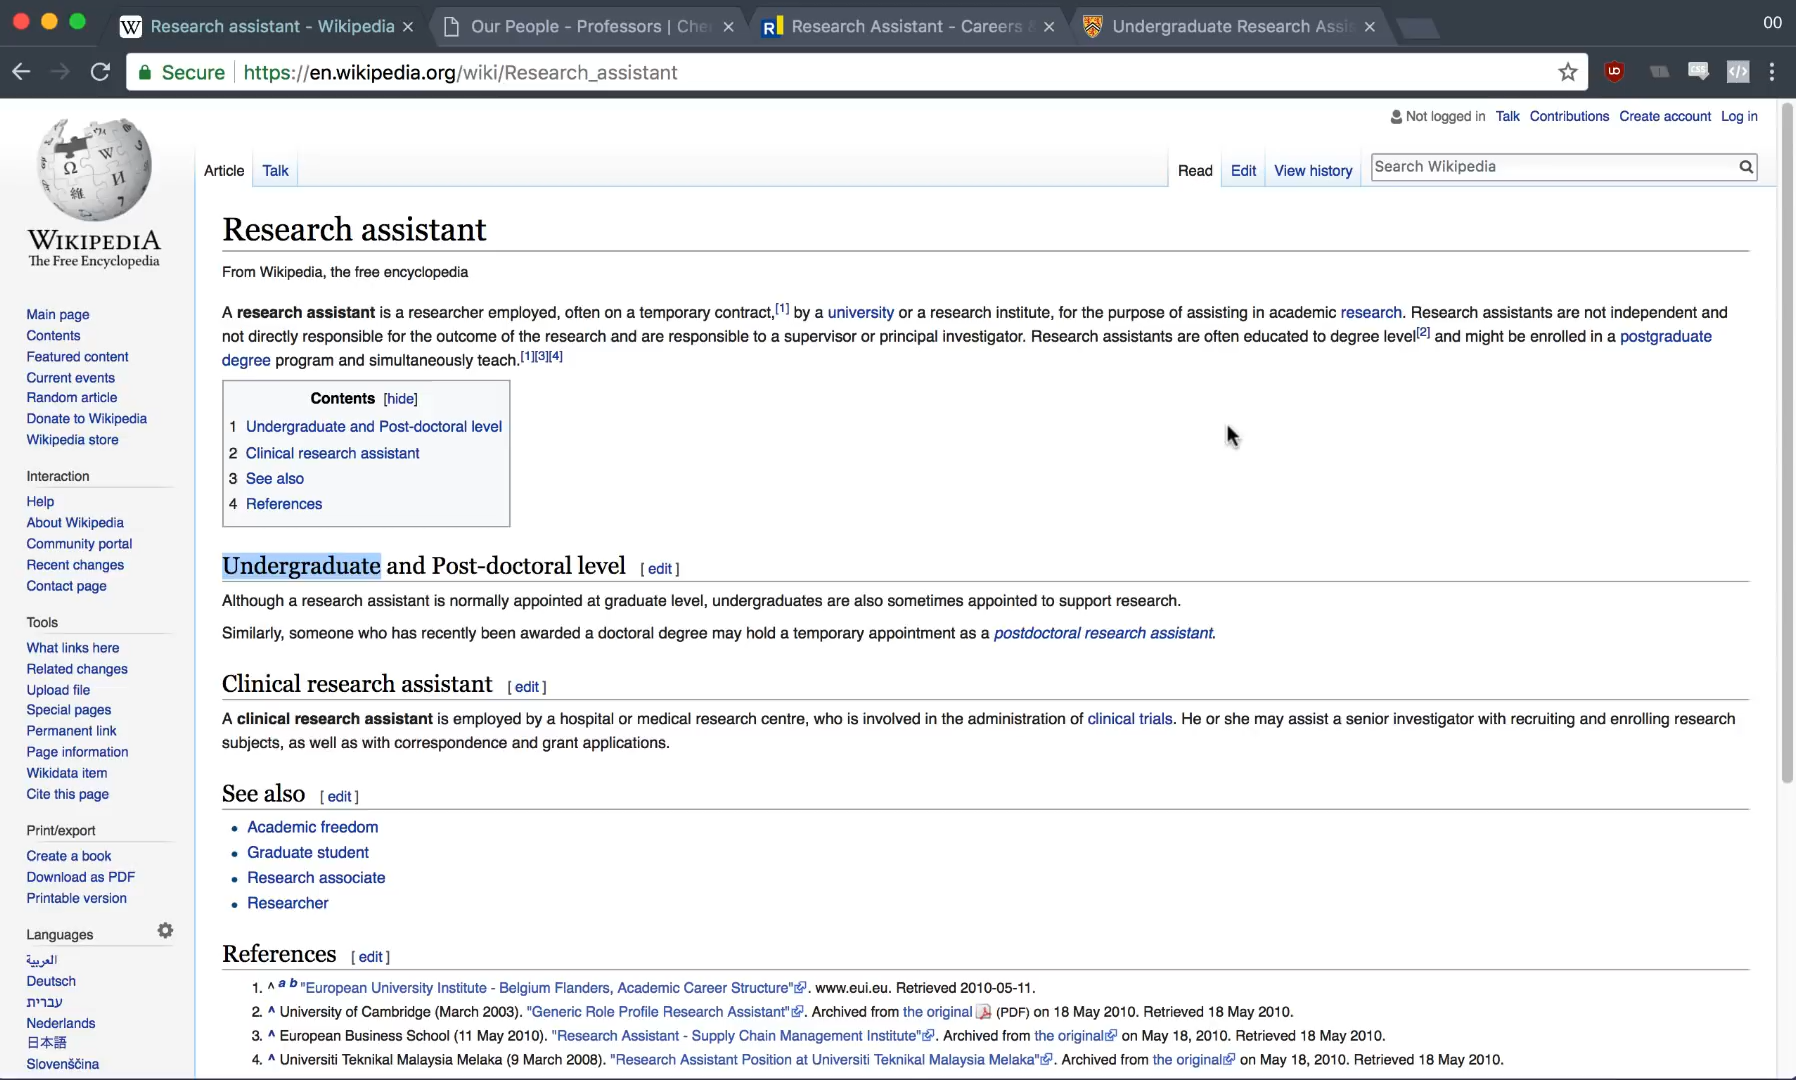 Research assistant - Wikipedia
Our People - Professors | Che
Research Assistant - Careers &
Undergraduate Research Assis
Secure
https://en.wikipedia.org/wiki/Research_assistant
Not logged in Talk Contributions Create account Log in
Article Talk
Read Edit View history
Search Wikipedia
WIKIPEDIA
The Free Encyclopedia
Main page
Contents
Featured content
Current events
Random article
Donate to Wikipedia
Wikipedia store
Interaction
Help
About Wikipedia
Community portal
Recent changes
Contact page
Tools
What links here
Related changes
Upload file
Special pages
Permanent link
Page information
Wikidata item
Cite this page
Print/export
Create a book
Download as PDF
Printable version
Languages
العربية
Deutsch
עברית
Nederlands
日本語
Slovenščina
Research assistant
From Wikipedia, the free encyclopedia
A research assistant is a researcher employed, often on a temporary contract,[1] by a university or a research institute, for the purpose of assisting in academic research. Research assistants are not independent and
not directly responsible for the outcome of the research and are responsible to a supervisor or principal investigator. Research assistants are often educated to degree level[2] and might be enrolled in a postgraduate
degree program and simultaneously teach.[1][3][4]
Contents [hide]
1 Undergraduate and Post-doctoral level
2 Clinical research assistant
3 See also
4 References
Undergraduate and Post-doctoral level [ edit ]
Although a research assistant is normally appointed at graduate level, undergraduates are also sometimes appointed to support research.
Similarly, someone who has recently been awarded a doctoral degree may hold a temporary appointment as a postdoctoral research assistant.
Clinical research assistant [ edit ]
A clinical research assistant is employed by a hospital or medical research centre, who is involved in the administration of clinical trials. He or she may assist a senior investigator with recruiting and enrolling research
subjects, as well as with correspondence and grant applications.
See also [ edit ]
Academic freedom
Graduate student
Research associate
Researcher
References [ edit ]
1. ^ a b "European University Institute - Belgium Flanders, Academic Career Structure". www.eui.eu. Retrieved 2010-05-11.
2. ^ University of Cambridge (March 2003). "Generic Role Profile Research Assistant". Archived from the original (PDF) on 18 May 2010. Retrieved 18 May 2010.
3. ^ European Business School (11 May 2010). "Research Assistant - Supply Chain Management Institute". Archived from the original on May 18, 2010. Retrieved 18 May 2010.
4. ^ Universiti Teknikal Malaysia Melaka (9 March 2008). "Research Assistant Position at Universiti Teknikal Malaysia Melaka". Archived from the original on May 18, 2010. Retrieved 18 May 2010.